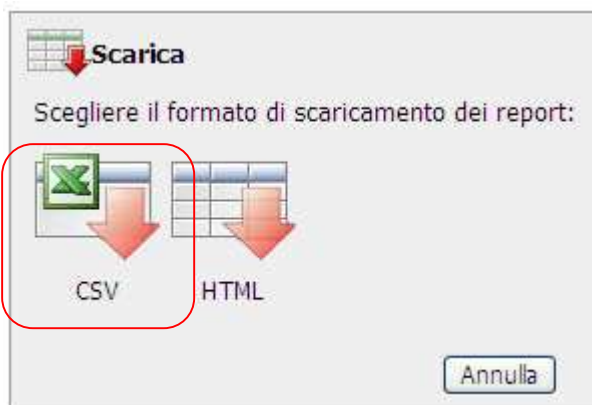 Scarica
Scegliere il formato di scaricamento dei report:
CSV HTML
Annulla